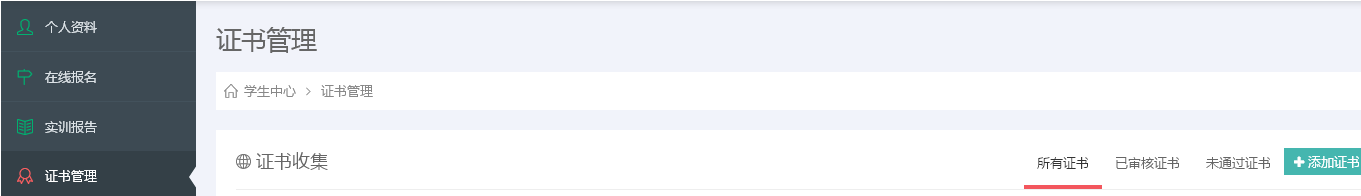 个人资料
在线报名
实训报告
证书管理
证书管理
学生中心 > 证书管理
证书收集
所有证书 已审核证书 未通过证书 添加证书